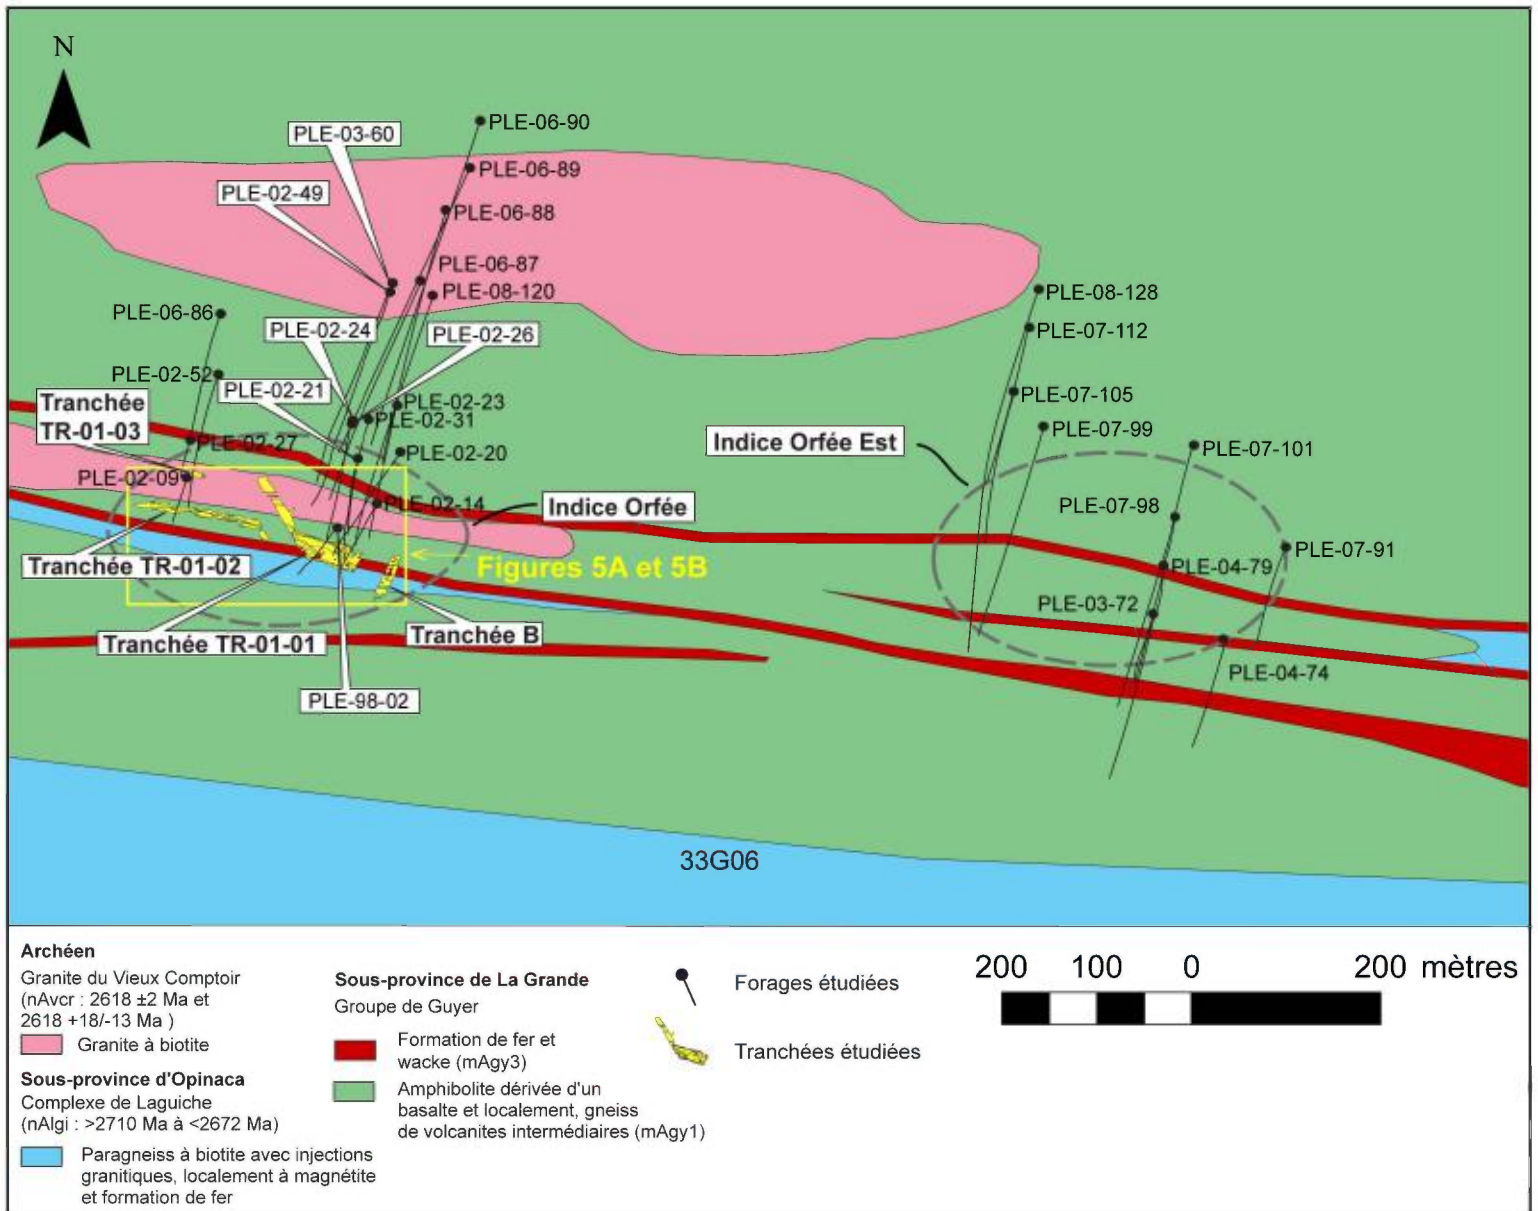 N
PLE-06-90
PLE-03-60
PLE-06-89
PLE-02-49
PLE-06-88
PLE-06-87
PLE-08-120
PLE-08-128
PLE-06-86
PLE-02-24
PLE-02-26
PLE-07-112
PLE-02-52
PLE-02-21
PLE-07-105
Tranchée
TR-01-03
PLE-02-23
PLE-02-31
PLE-07-99
PLE-02-27
Indice Orfée Est
PLE-07-101
PLE-02-20
PLE-02-09
PLE-02-14
Indice Orfée
PLE-07-98
PLE-07-91
Tranchée TR-01-02
Figures 5A et 5B
PLE-04-79
PLE-03-72
Tranchée TR-01-01
Tranchée B
PLE-04-74
PLE-98-02
33G06
Archéen
Granite du Vieux Comptoir
(nAvcr : 2618 ±2 Ma et
2618 +18/-13 Ma )
Granite à biotite
Sous-province d'Opinaca
Complexe de Laguiche
(nAlgi : >2710 Ma à <2672 Ma)
Paragneiss à biotite avec injections
granitiques, localement à magnétite
et formation de fer
Sous-province de La Grande
Groupe de Guyer
Formation de fer et
wacke (mAgy3)
Amphibolite dérivée d'un
basalte et localement, gneiss
de volcanites intermédiaires (mAgy1)
Forages étudiées
Tranchées étudiées
200 100 0 200 mètres